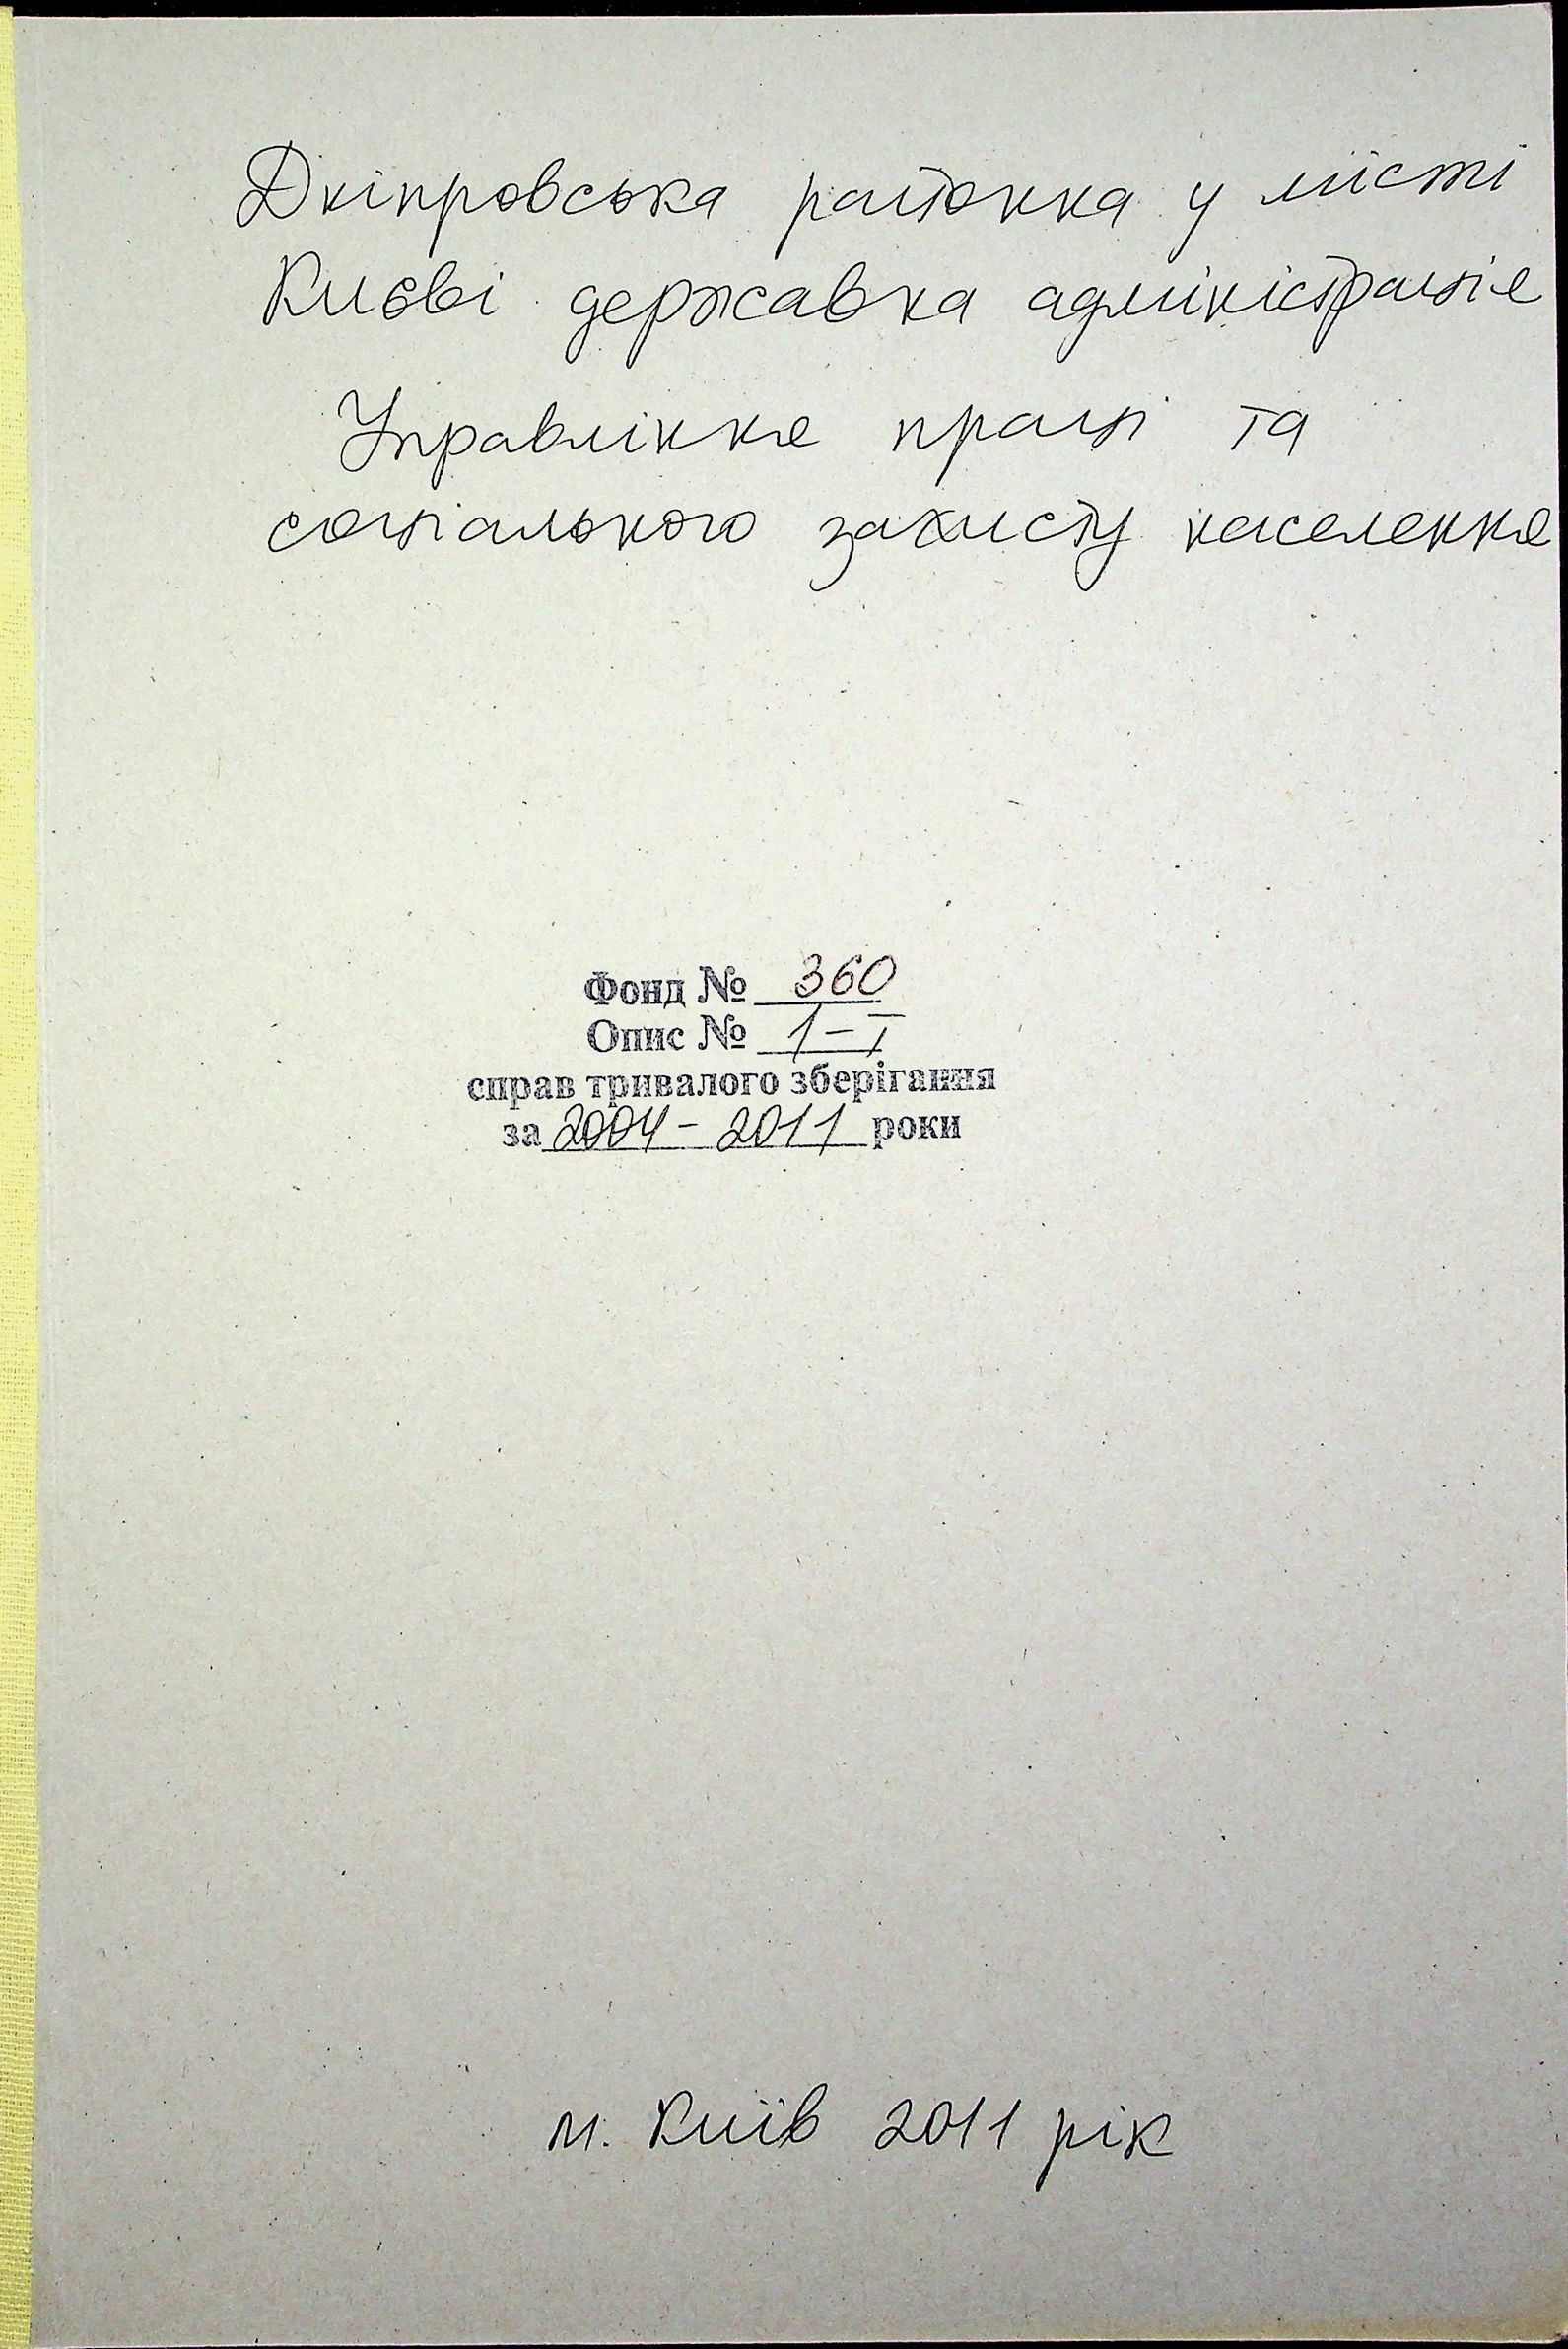 Дніпровська районна у місті
Києві державна адміністрація
Управління праці та
соціального захисту населення
Фонд № 360
Опис № 1-І
справ тривалого зберігання
за 2004-2011 роки
м. Київ 2011 рік